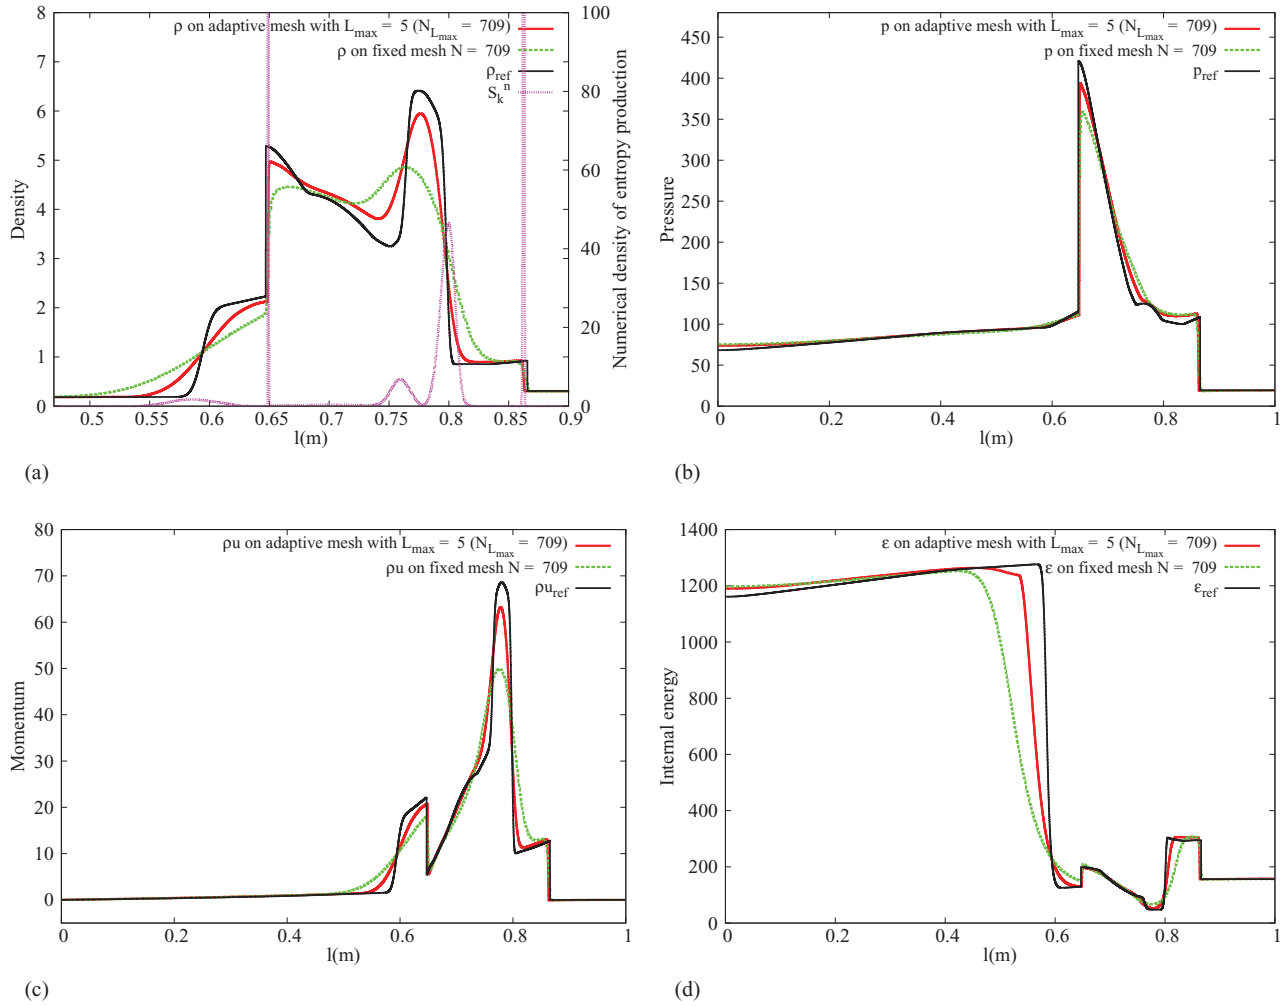 ρ on adaptive mesh with Lmax = 5 (NLmax = 709)
ρ on fixed mesh N = 709
ρref
Skn
Density
Numerical density of entropy production
0 1 2 3 4 5 6 7 8
0 20 40 60 80 100
0.5 0.55 0.6 0.65 0.7 0.75 0.8 0.85 0.9
l(m)
(a)
p on adaptive mesh with Lmax = 5 (NLmax = 709)
p on fixed mesh N = 709
pref
Pressure
0 50 100 150 200 250 300 350 400 450
0 0.2 0.4 0.6 0.8 1
l(m)
(b)
ρu on adaptive mesh with Lmax = 5 (NLmax = 709)
ρu on fixed mesh N = 709
ρuref
Momentum
0 10 20 30 40 50 60 70 80
0 0.2 0.4 0.6 0.8 1
l(m)
(c)
ε on adaptive mesh with Lmax = 5 (NLmax = 709)
ε on fixed mesh N = 709
εref
Internal energy
0 200 400 600 800 1000 1200 1400
0 0.2 0.4 0.6 0.8 1
l(m)
(d)